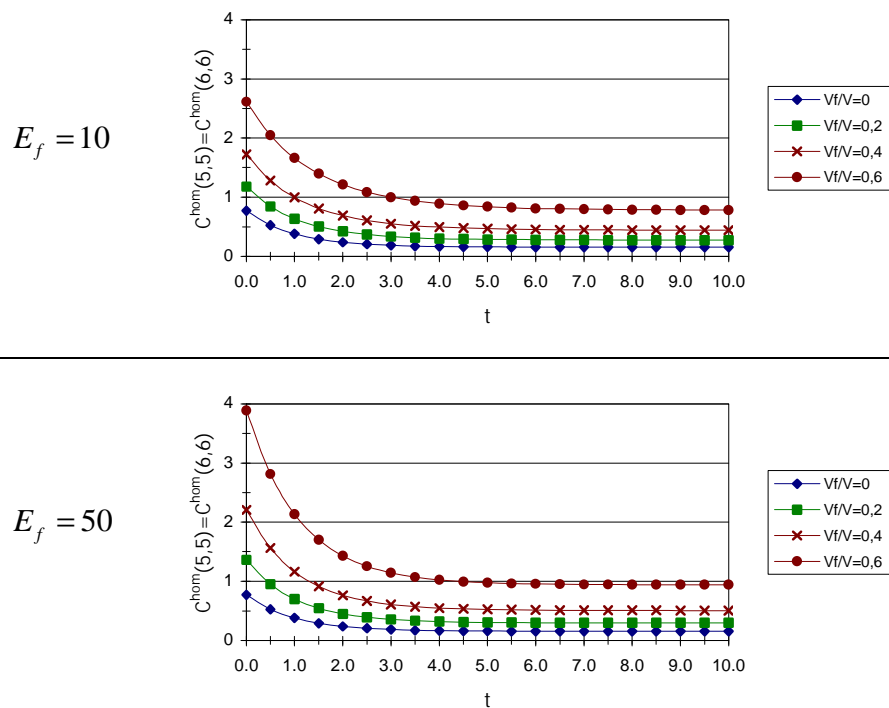 E_f = 10
C^hom(5,5)=C^hom(6,6)
4
3
2
1
0
0.0 1.0 2.0 3.0 4.0 5.0 6.0 7.0 8.0 9.0 10.0
t
Vf/V=0
Vf/V=0,2
Vf/V=0,4
Vf/V=0,6
E_f = 50
C^hom(5,5)=C^hom(6,6)
4
3
2
1
0
0.0 1.0 2.0 3.0 4.0 5.0 6.0 7.0 8.0 9.0 10.0
t
Vf/V=0
Vf/V=0,2
Vf/V=0,4
Vf/V=0,6